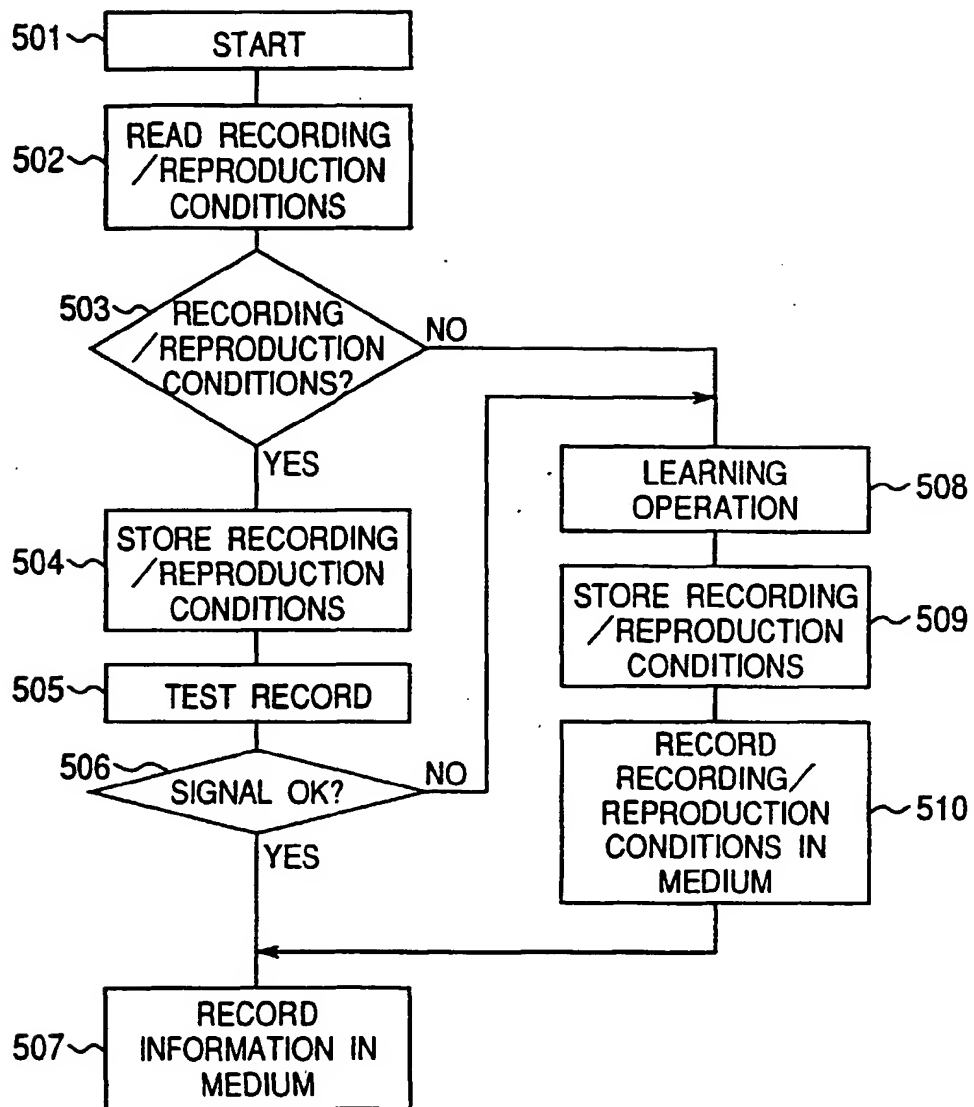 501
START
502
READ RECORDING
/REPRODUCTION
CONDITIONS
503
RECORDING
/REPRODUCTION
CONDITIONS?
NO
YES
504
STORE RECORDING
/REPRODUCTION
CONDITIONS
505
TEST RECORD
506
SIGNAL OK?
NO
YES
507
RECORD
INFORMATION IN
MEDIUM
LEARNING
OPERATION
508
STORE RECORDING
/REPRODUCTION
CONDITIONS
509
RECORD
RECORDING/
REPRODUCTION
CONDITIONS IN
MEDIUM
510